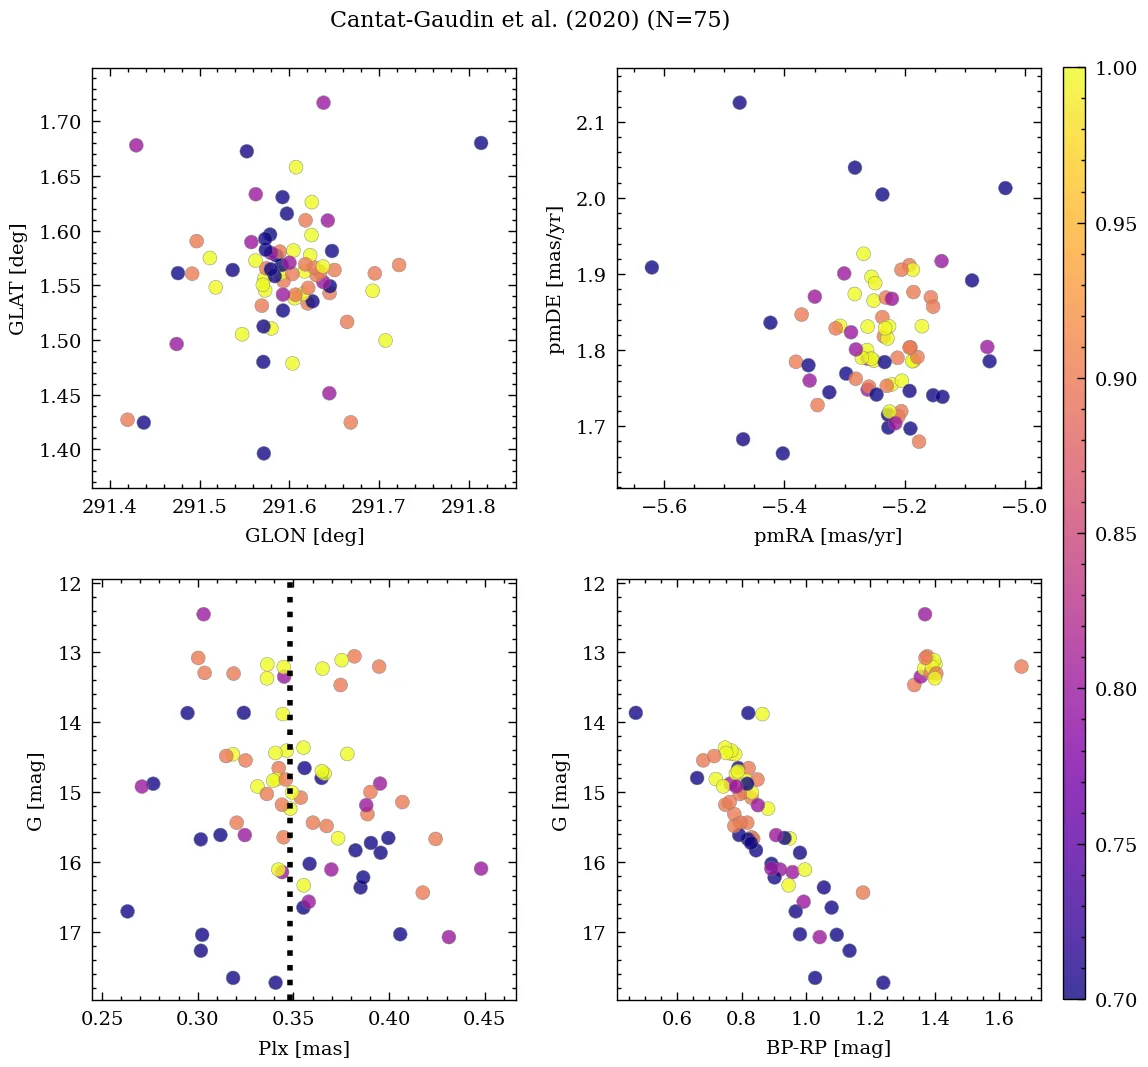 Cantat-Gaudin et al. (2020) (N=75)
1.70
1.65
1.60
1.55
1.50
1.45
1.40
GLAT [deg]
291.4 291.5 291.6 291.7 291.8
GLON [deg]
2.1
2.0
1.9
1.8
1.7
pmDE [mas/yr]
−5.6 −5.4 −5.2 −5.0
pmRA [mas/yr]
12
13
14
15
16
17
G [mag]
0.25 0.30 0.35 0.40 0.45
Plx [mas]
12
13
14
15
16
17
G [mag]
0.6 0.8 1.0 1.2 1.4 1.6
BP-RP [mag]
1.00
0.95
0.90
0.85
0.80
0.75
0.70